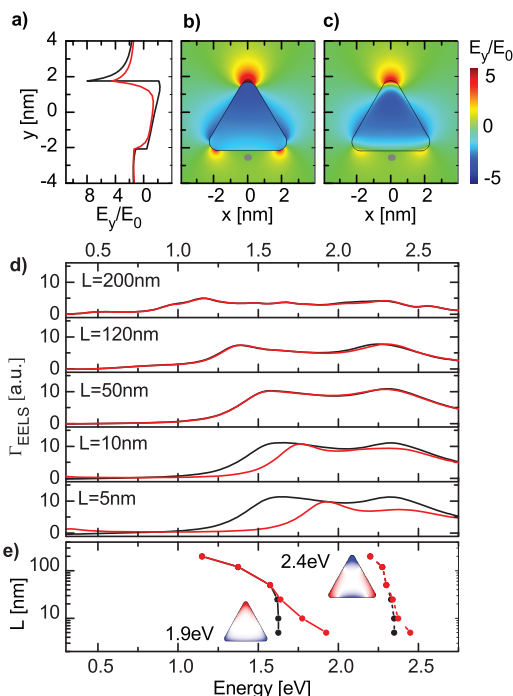 a) b) c)
E_y/E_0
4 2 0 -2 -4
y [nm]
8 4 0
E_y/E_0
-2 0 2
x [nm]
-2 0 2
x [nm]
5 0 -5
0.5 1.0 1.5 2.0 2.5
d)
Γ_EELS [a.u.]
10 0 L=200nm
10 0 L=120nm
10 0 L=50nm
10 0 L=10nm
10 0 L=5nm
e)
L [nm]
100 10
2.4eV
1.9eV
0.5 1.0 1.5 2.0 2.5
Energy [eV]